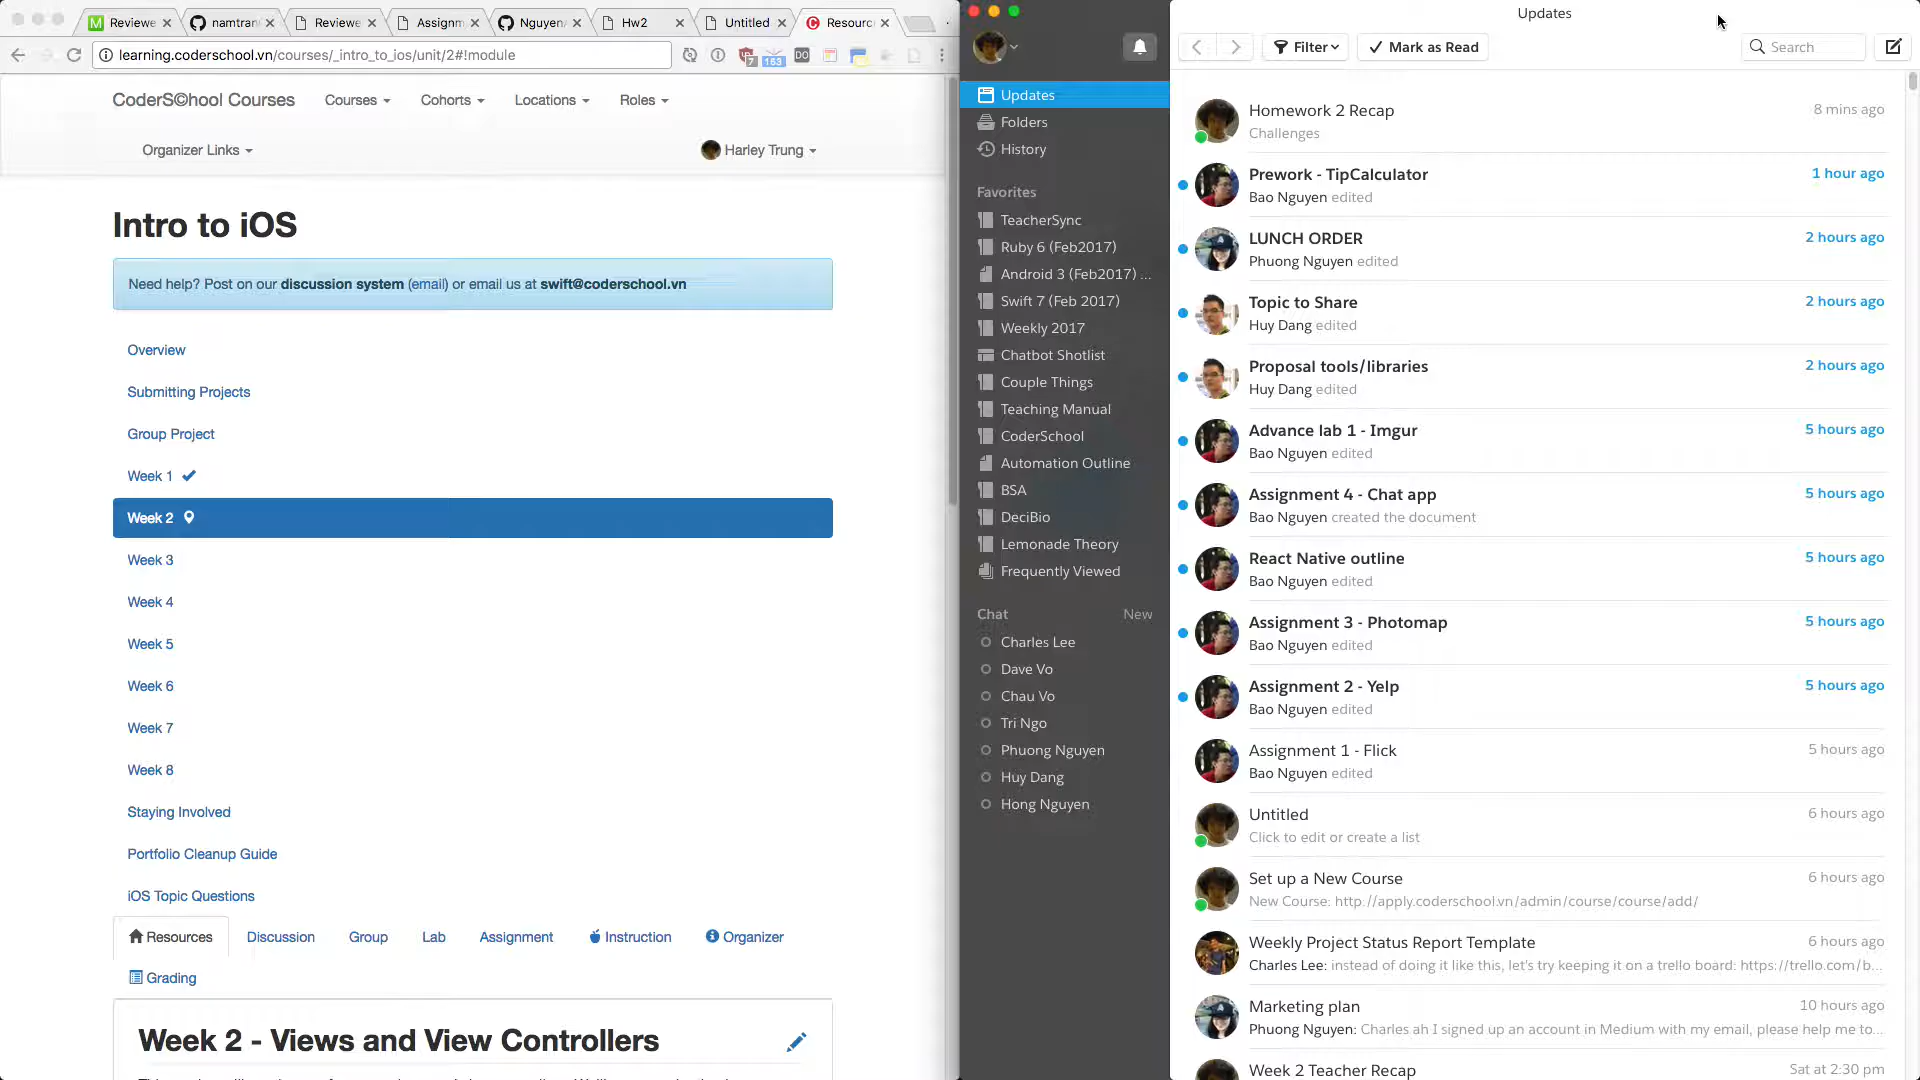 Reviewe
namtran
Reviewe
Assignm
NguyenA
Hw2
Untitled
Resourc
learning.coderschool.vn/courses/_intro_to_ios/unit/2#!module
7
163
DO
CoderS©hool Courses
Courses
Cohorts
Locations
Roles
Organizer Links
Harley Trung
Intro to iOS
Need help? Post on our discussion system (email) or email us at swift@coderschool.vn
Overview
Submitting Projects
Group Project
Week 1
Week 2
Week 3
Week 4
Week 5
Week 6
Week 7
Week 8
Staying Involved
Portfolio Cleanup Guide
iOS Topic Questions
Resources
Discussion
Group
Lab
Assignment
Instruction
Organizer
Grading
Week 2 - Views and View Controllers
Updates
Folders
History
Favorites
TeacherSync
Ruby 6 (Feb2017)
Android 3 (Feb2017) ...
Swift 7 (Feb 2017)
Weekly 2017
Chatbot Shotlist
Couple Things
Teaching Manual
CoderSchool
Automation Outline
BSA
DeciBio
Lemonade Theory
Frequently Viewed
Chat
New
Charles Lee
Dave Vo
Chau Vo
Tri Ngo
Phuong Nguyen
Huy Dang
Hong Nguyen
Updates
Filter
Mark as Read
Search
Homework 2 Recap
8 mins ago
Challenges
Prework - TipCalculator
1 hour ago
Bao Nguyen edited
LUNCH ORDER
2 hours ago
Phuong Nguyen edited
Topic to Share
2 hours ago
Huy Dang edited
Proposal tools/libraries
2 hours ago
Huy Dang edited
Advance lab 1 - Imgur
5 hours ago
Bao Nguyen edited
Assignment 4 - Chat app
5 hours ago
Bao Nguyen created the document
React Native outline
5 hours ago
Bao Nguyen edited
Assignment 3 - Photomap
5 hours ago
Bao Nguyen edited
Assignment 2 - Yelp
5 hours ago
Bao Nguyen edited
Assignment 1 - Flick
5 hours ago
Bao Nguyen edited
Untitled
6 hours ago
Click to edit or create a list
Set up a New Course
6 hours ago
New Course: http://apply.coderschool.vn/admin/course/course/add/
Weekly Project Status Report Template
6 hours ago
Charles Lee: instead of doing it like this, let's try keeping it on a trello board: https://trello.com/b...
Marketing plan
10 hours ago
Phuong Nguyen: Charles ah I signed up an account in Medium with my email, please help me to...
Week 2 Teacher Recap
Sat at 2:30 pm